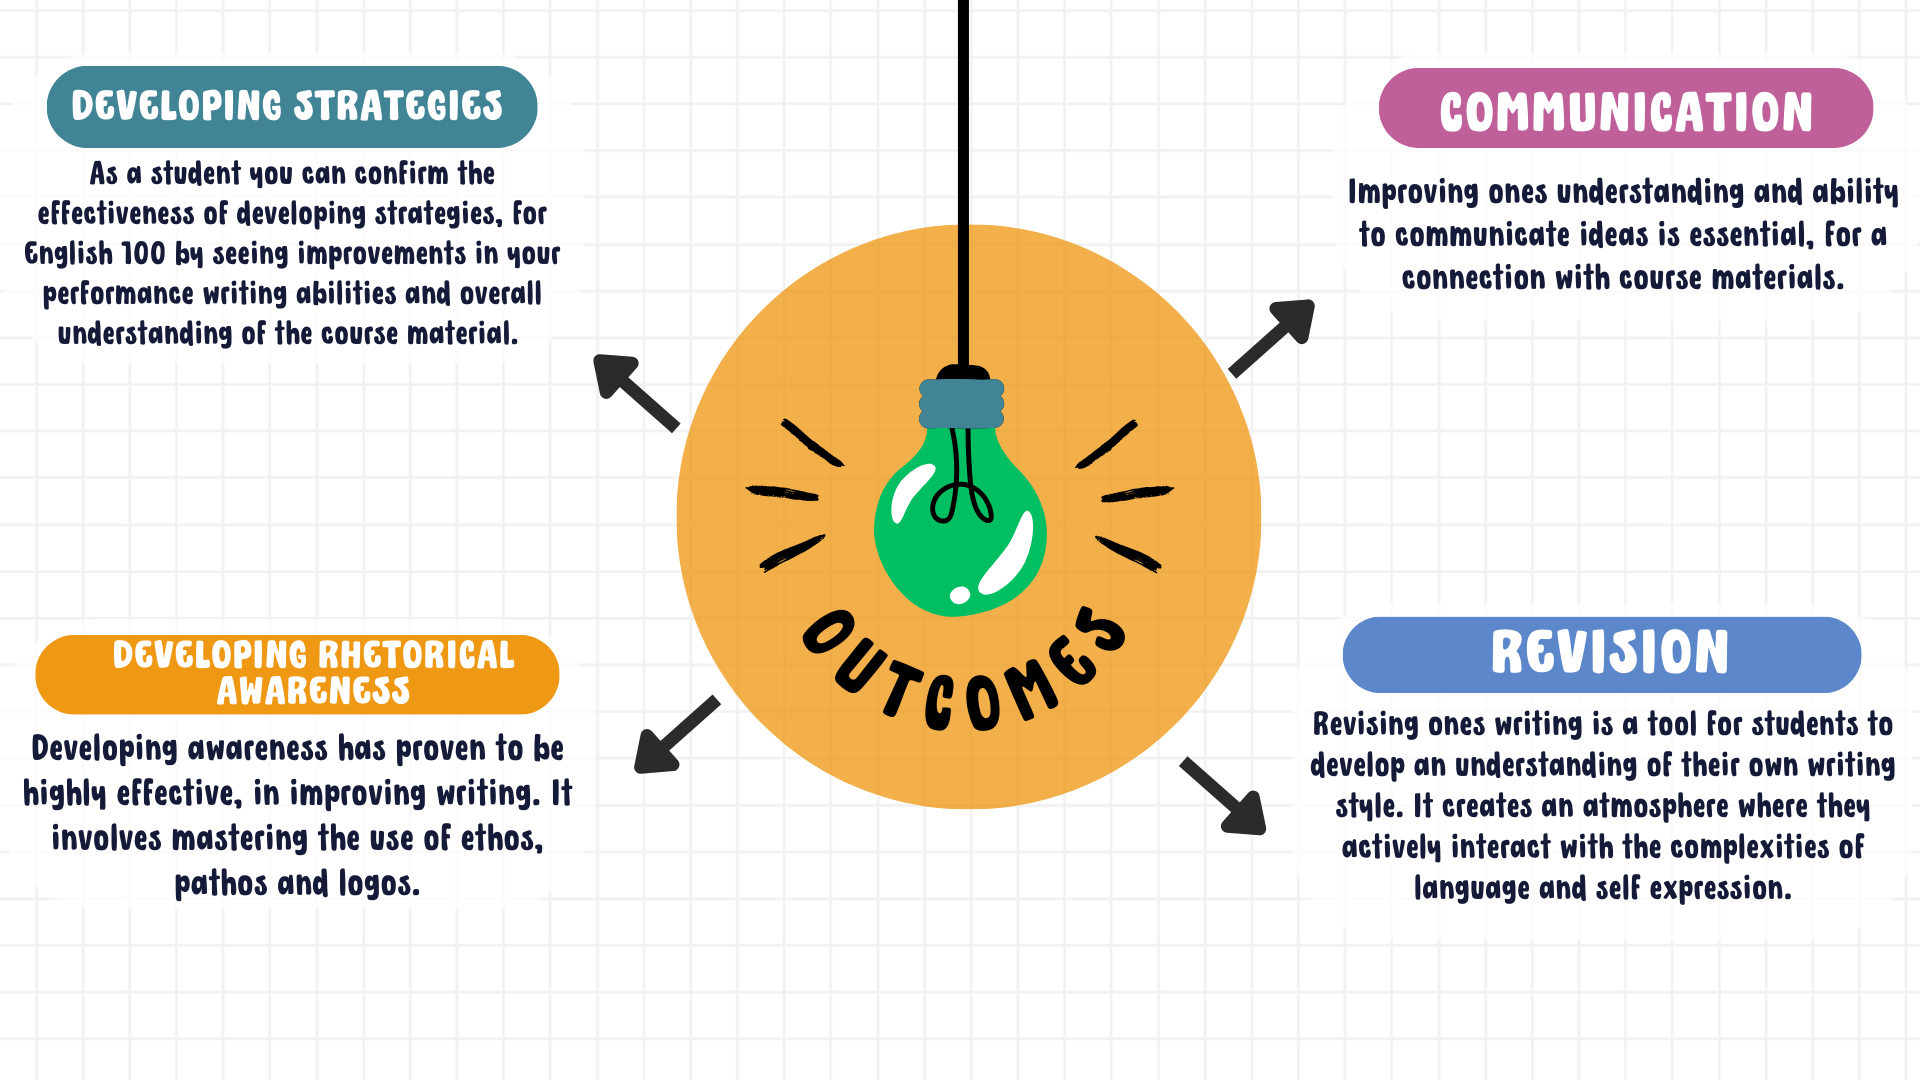 DEVELOPING STRATEGIES
As a student you can confirm the
effectiveness of developing strategies, for
English 100 by seeing improvements in your
performance writing abilities and overall
understanding of the course material.
COMMUNICATION
Improving ones understanding and ability
to communicate ideas is essential, for a
connection with course materials.
OUTCOMES
DEVELOPING RHETORICAL
AWARENESS
Developing awareness has proven to be
highly effective, in improving writing. It
involves mastering the use of ethos,
pathos and logos.
REVISION
Revising ones writing is a tool for students to
develop an understanding of their own writing
style. It creates an atmosphere where they
actively interact with the complexities of
language and self expression.